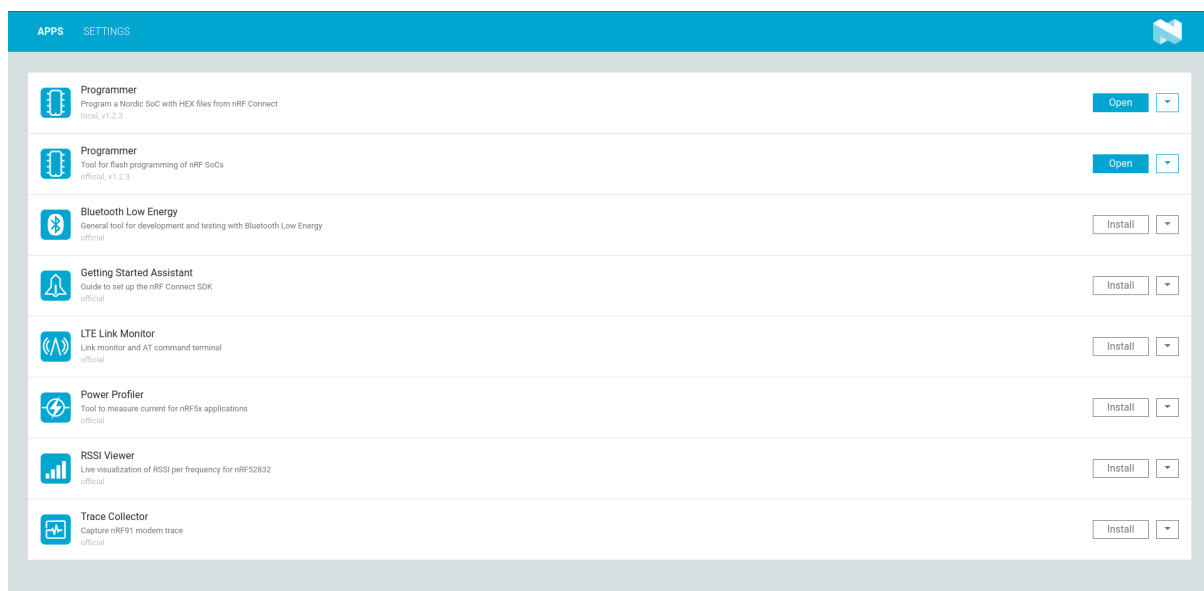 APPS SETTINGS
Programmer
Program a Nordic SoC with HEX files from nRF Connect
local, v1.2.3
Open
Programmer
Tool for flash programming of nRF SoCs
official, v1.2.3
Open
Bluetooth Low Energy
General tool for development and testing with Bluetooth Low Energy
official
Install
Getting Started Assistant
Guide to set up the nRF Connect SDK
official
Install
LTE Link Monitor
Link monitor and AT command terminal
official
Install
Power Profiler
Tool to measure current for nRF5x applications
official
Install
RSSI Viewer
Live visualization of RSSI per frequency for nRF52832
official
Install
Trace Collector
Capture nRF91 modem trace
official
Install